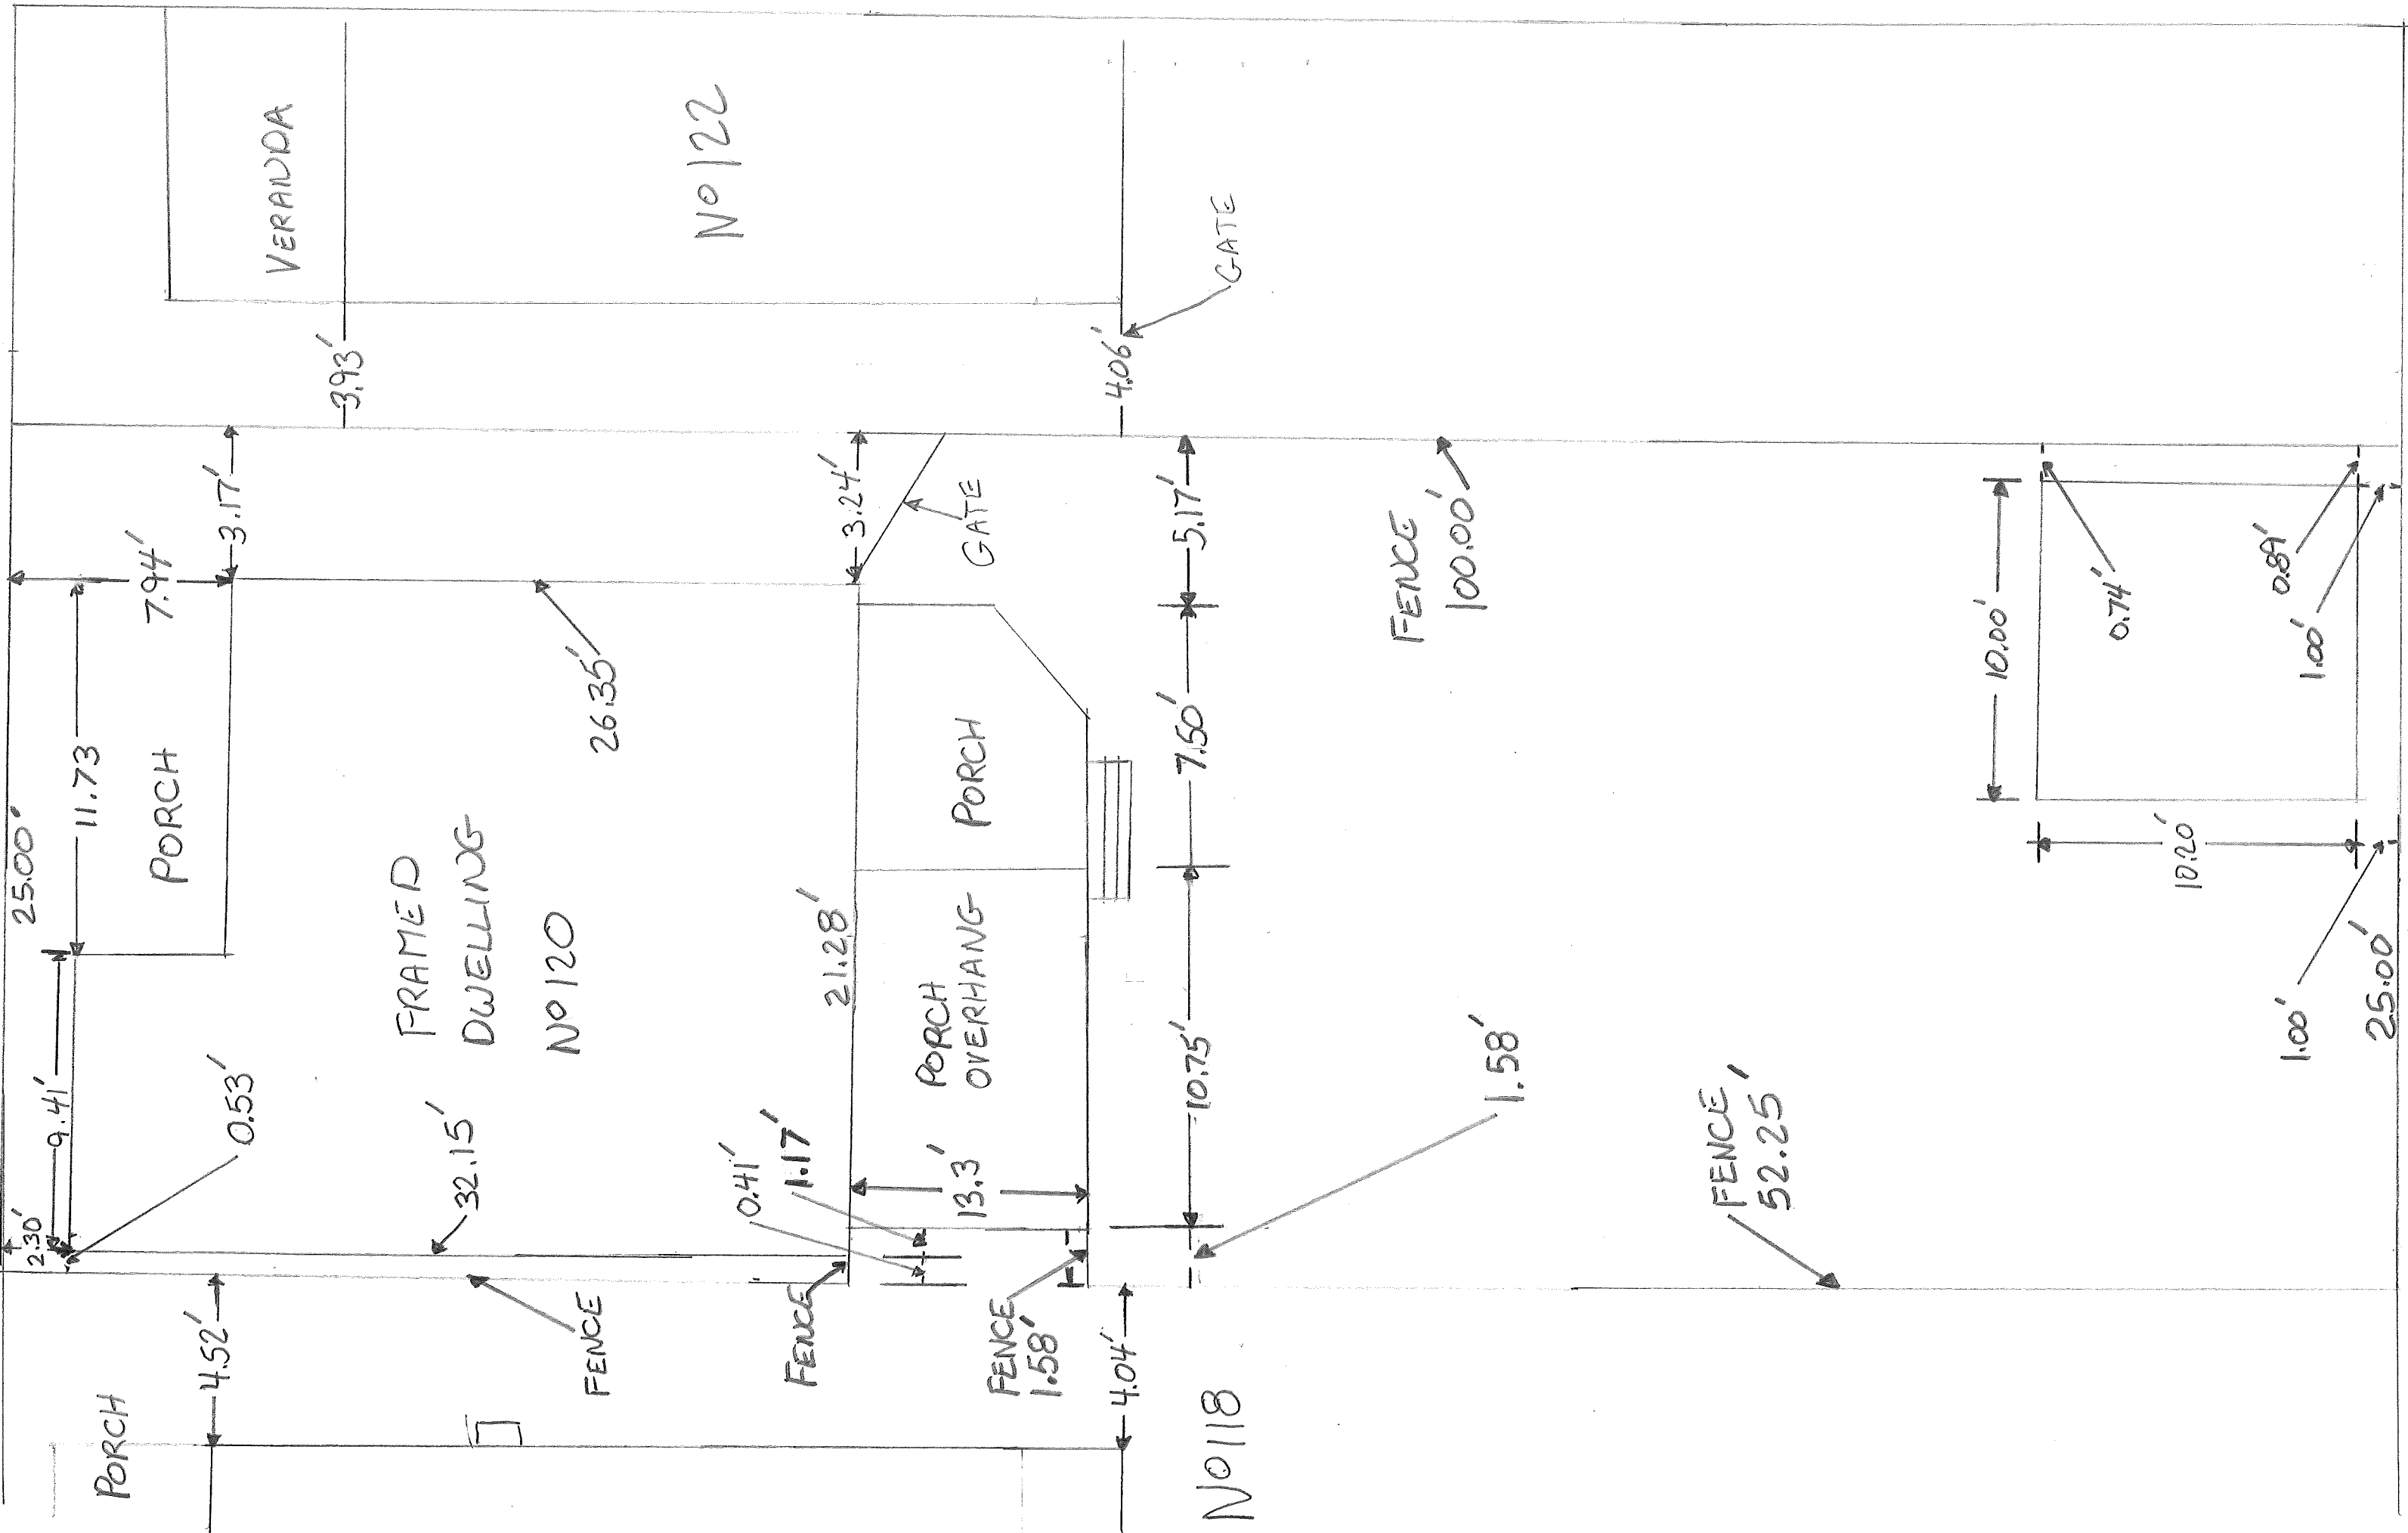 VERANDA
No 122
3.93'
4.06'
GATE
25.00'
11.73
7.94'
3.17'
PORCH
9.41'
2.30'
0.53'
FRAMED
DWELLING
No 120
26.35'
32.15'
3.24'
GATE
21.28'
PORCH
PORCH
OVERHANG
13.3'
0.41'
1.17'
5.17'
7.50'
10.75'
1.58'
FENCE
100.00'
FENCE
52.25'
10.00'
0.74'
0.89'
1.00'
10.20'
1.00'
25.00'
PORCH
4.52'
FENCE
FENCE
FENCE
1.58'
4.04'
NO 118